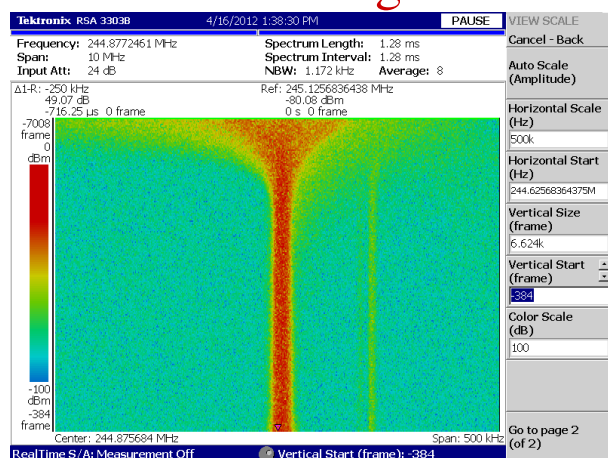 Tektronix RSA 3303B 4/16/2012 1:38:30 PM PAUSE
VIEW SCALE
Frequency: 244.8772461 MHz Spectrum Length: 1.28 ms
Span: 10 MHz Spectrum Interval: 1.28 ms
Input Att: 24 dB NBW: 1.172 kHz Average: 8
Cancel - Back
Auto Scale
(Amplitude)
Δ1-R: -250 kHz Ref: 245.1256836438 MHz
49.07 dB -80.08 dBm
-716.25 µs 0 frame 0 s 0 frame
-7008
frame
0
dBm
-100
dBm
-384
frame
Center: 244.875684 MHz Span: 500 kHz
Horizontal Scale
(Hz)
500k
Horizontal Start
(Hz)
244.62568364375M
Vertical Size
(frame)
6.624k
Vertical Start
(frame)
-384
Color Scale
(dB)
100
Go to page 2
(of 2)
RealTime S/A: Measurement Off Vertical Start (frame): -384